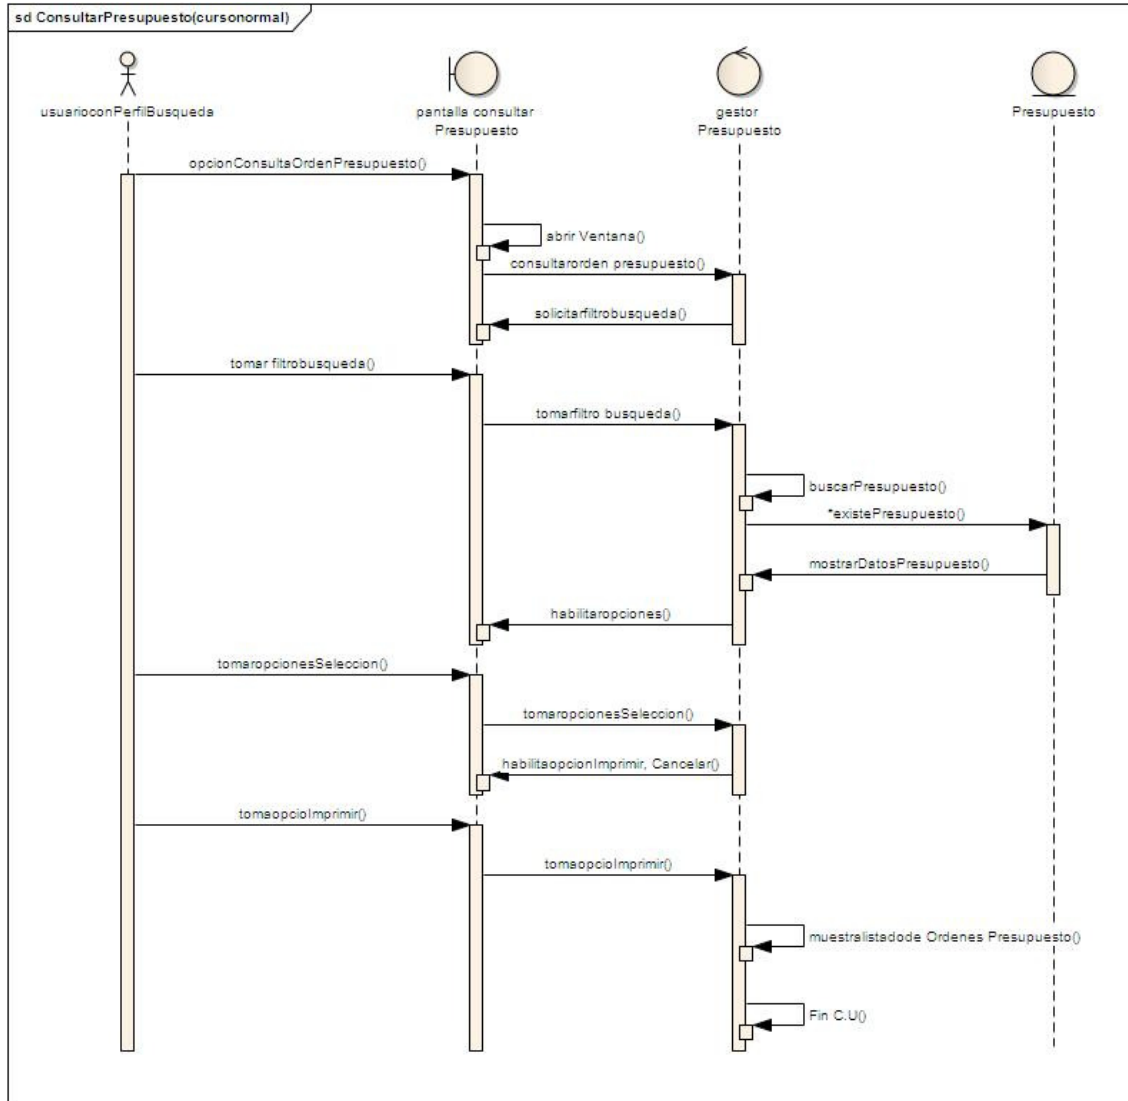 sd ConsultarPresupuesto(cursonormal)
usuarioconPerfilBusqueda
pantalla consultar
Presupuesto
gestor
Presupuesto
Presupuesto
opcionConsultaOrdenPresupuesto()
abrir Ventana()
consultarorden presupuesto()
solicitarfiltrobusqueda()
tomar filtrobusqueda()
tomarfiltro busqueda()
buscarPresupuesto()
*existePresupuesto()
mostrarDatosPresupuesto()
habilitaropciones()
tomaropcionesSeleccion()
tomaropcionesSeleccion()
habilitaopcionImprimir, Cancelar()
tomaopcioImprimir()
tomaopcioImprimir()
muestralistadode Ordenes Presupuesto()
Fin C.U()